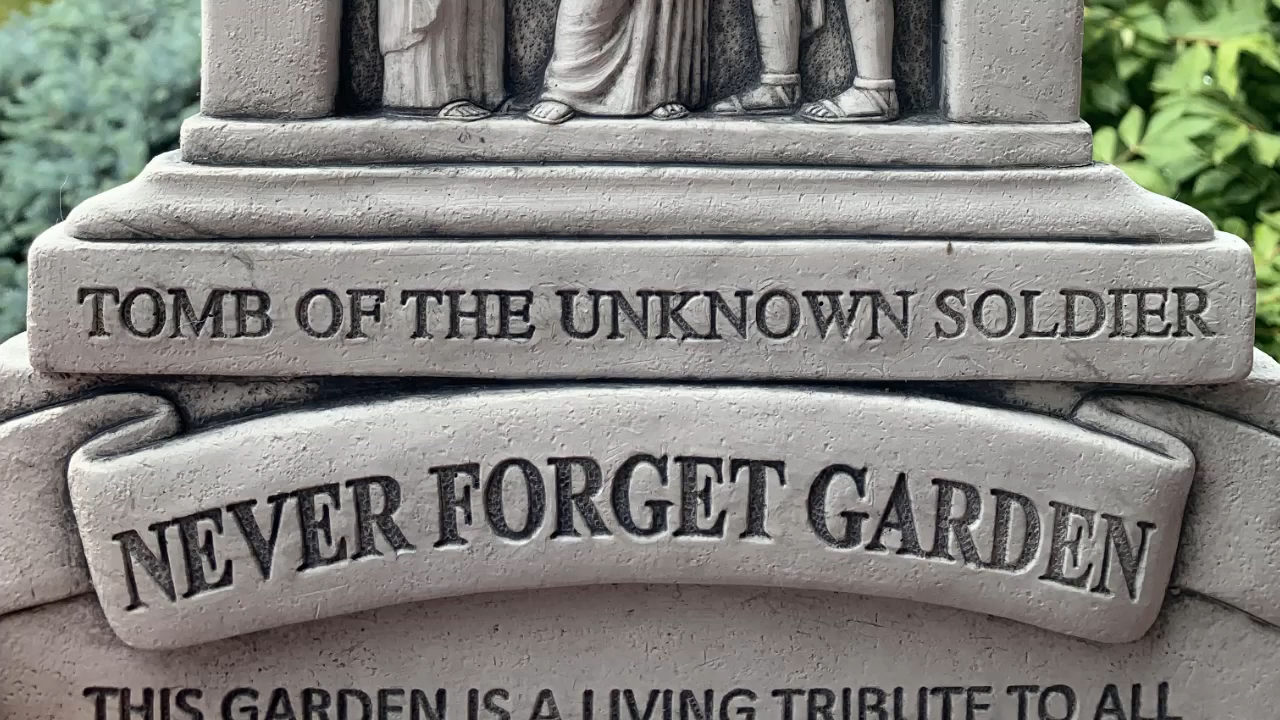 TOMB OF THE UNKNOWN SOLDIER
NEVER FORGET GARDEN
THIS GARDEN IS A LIVING TRIBUTE TO ALL